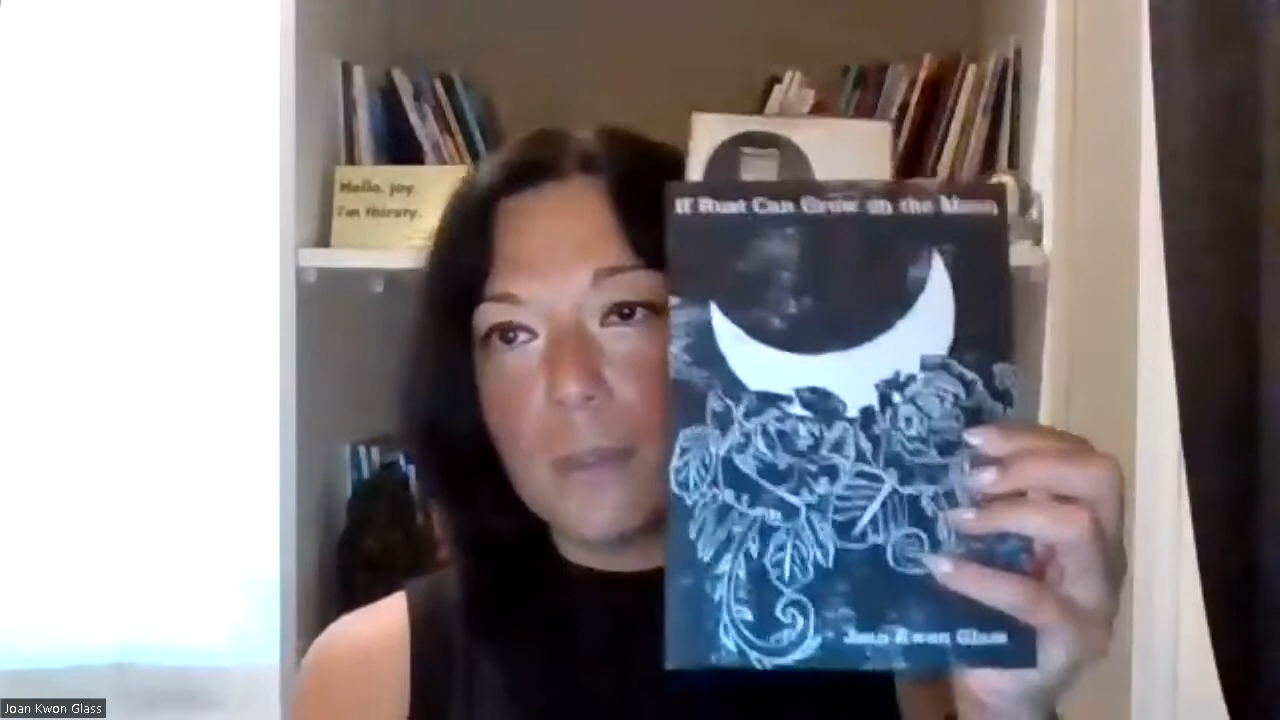 Hello, joy.
I'm thirsty.
If Rust Can Grow on the Moon
Joan Kwon Glass
Joan Kwon Glass